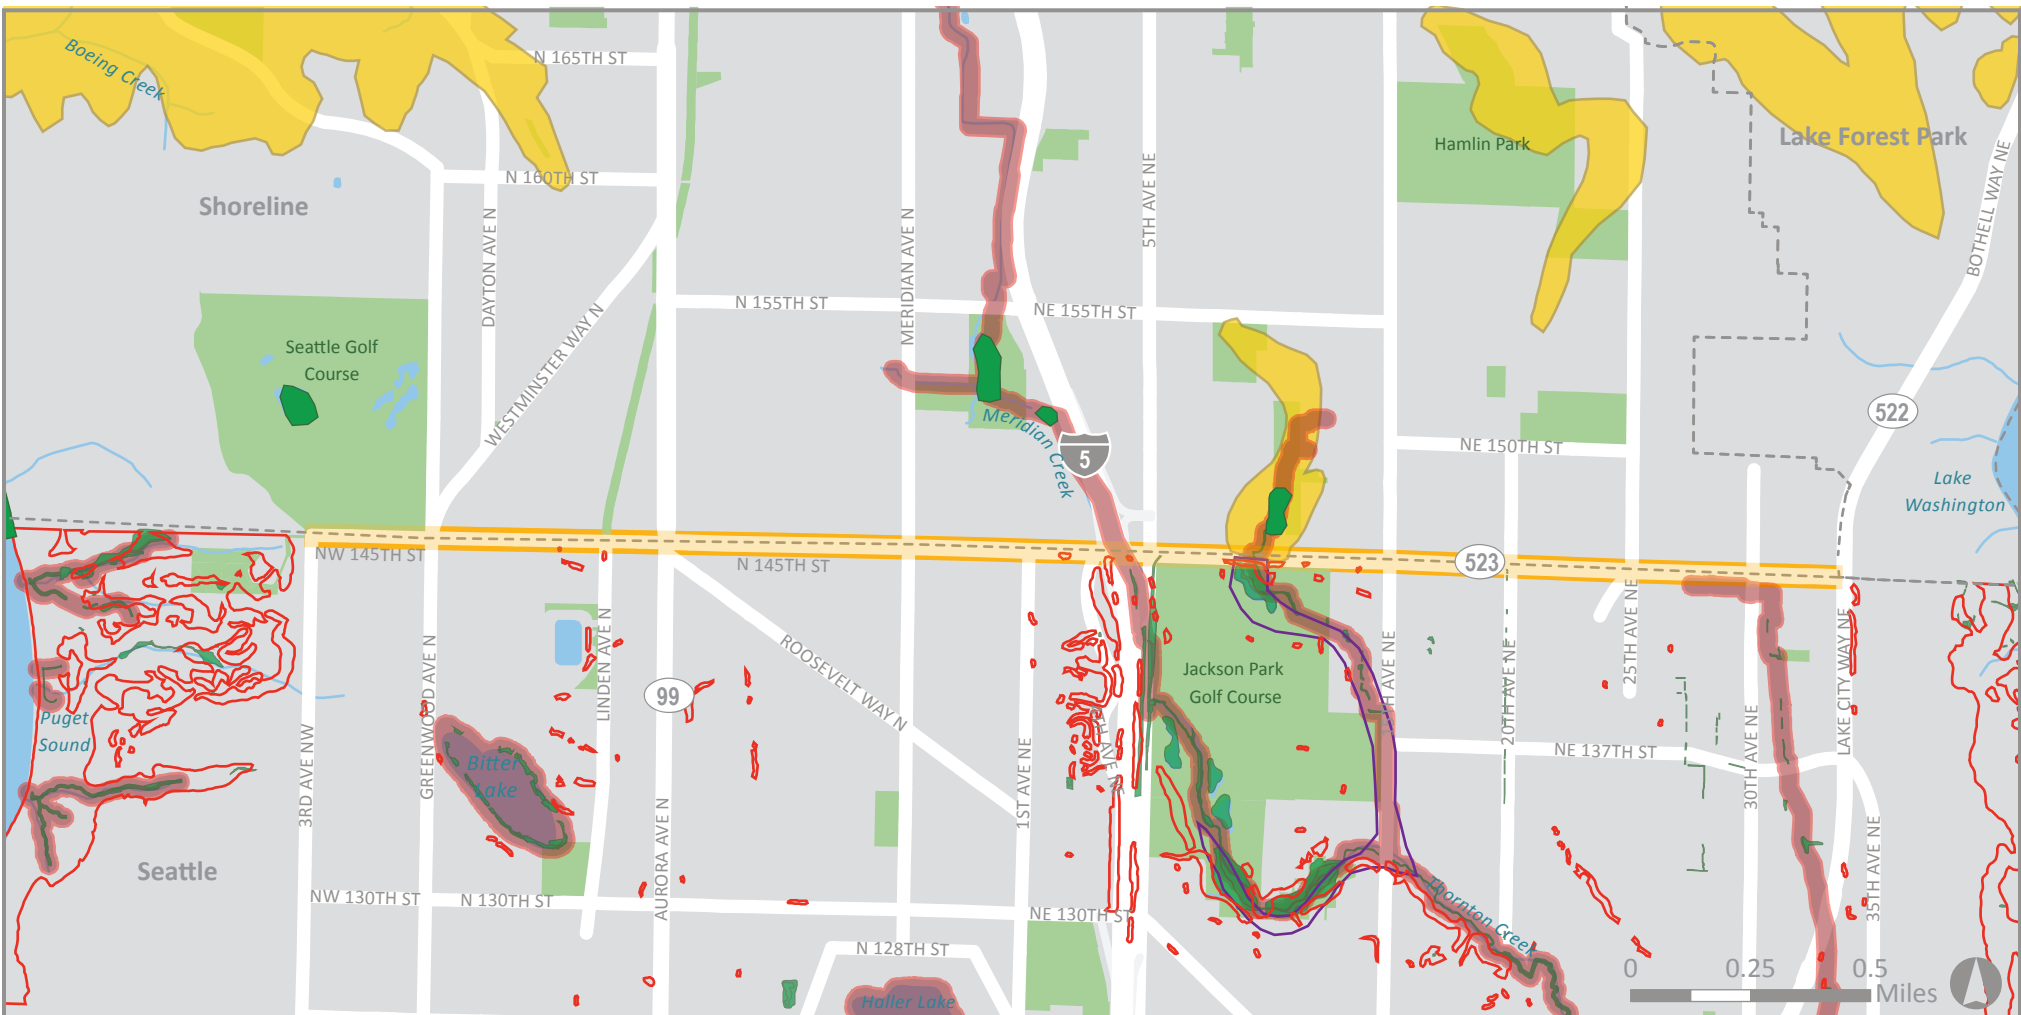 Boeing Creek
N 165TH ST
Hamlin Park
Lake Forest Park
BOTHELL WAY NE
N 160TH ST
Shoreline
DAYTON AVE N
MERIDIAN AVE N
5TH AVE NE
N 155TH ST
NE 155TH ST
Seattle Golf
Course
WESTMINSTER WAY N
Meridian Creek
5
522
NE 150TH ST
Lake
Washington
NW 145TH ST
N 145TH ST
523
ROOSEVELT WAY N
LINDEN AVE N
GREENWOOD AVE N
99
Jackson Park
Golf Course
20TH AVE NE
25TH AVE NE
LAKE CITY WAY NE
Puget
Sound
Bitter
Lake
3RD AVE NW
1ST AVE NE
NE 137TH ST
30TH AVE NE
35TH AVE NE
AURORA AVE N
Seattle
NW 130TH ST
N 130TH ST
NE 130TH ST
N 128TH ST
Thornton Creek
Haller Lake
0
0.25
0.5
Miles